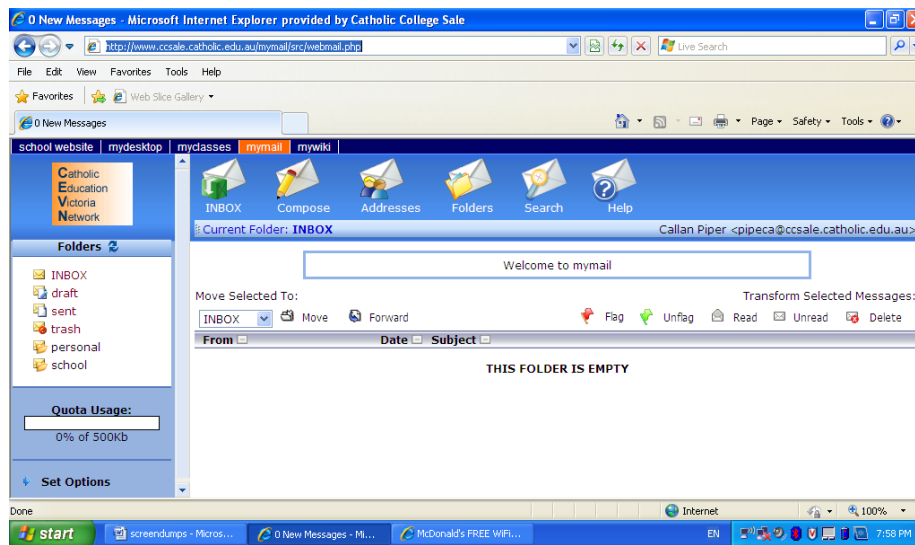 0 New Messages - Microsoft Internet Explorer provided by Catholic College Sale
http://www.ccsale.catholic.edu.au/mymail/src/webmail.php
Live Search
File Edit View Favorites Tools Help
Favorites Web Slice Gallery
0 New Messages
Page Safety Tools
school website | mydesktop | myclasses mymail mywiki |
Catholic
Education
Victoria
Network
INBOX Compose Addresses Folders Search Help
Current Folder: INBOX Callan Piper <pipeca@ccsale.catholic.edu.au>
Folders
INBOX
draft
sent
trash
personal
school
Welcome to mymail
Move Selected To: Transform Selected Messages:
INBOX Move Forward Flag Unflag Read Unread Delete
From Date Subject
THIS FOLDER IS EMPTY
Quota Usage:
0% of 500Kb
Set Options
Done Internet 100%
start screendumps - Micros... 0 New Messages - Mi... McDonald's FREE WiFi... EN 7:58 PM